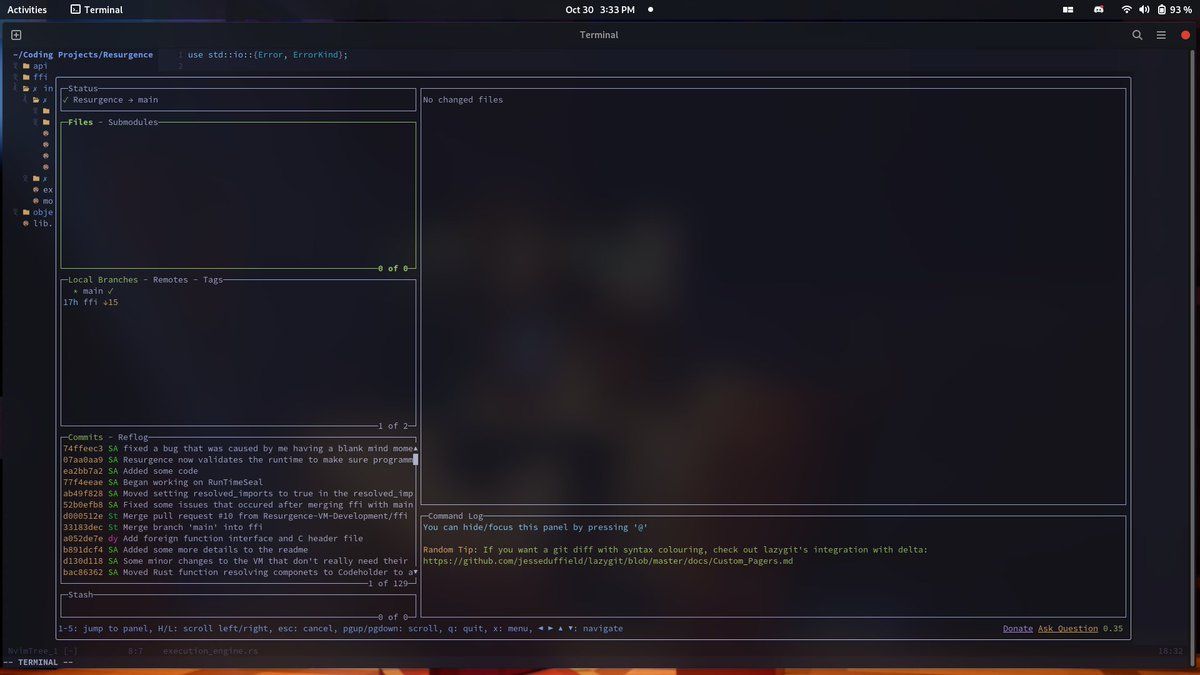 Activities
Terminal
Oct 30 3:33 PM
93 %
Terminal
~/Coding Projects/Resurgence
1 use std::io::{Error, ErrorKind};
2
api
ffi
in
ex
mo
obje
lib.
Status
✓ Resurgence → main
Files - Submodules
0 of 0
Local Branches - Remotes - Tags
* main ✓
17h ffi ↓15
1 of 2
Commits - Reflog
74ffeec3 SA fixed a bug that was caused by me having a blank mind mome
07aa0aa9 SA Resurgence now validates the runtime to make sure programm
ea2bb7a2 SA Added some code
77f4eeae SA Began working on RunTimeSeal
ab49f828 SA Moved setting resolved_imports to true in the resolved_imp
52b0efb8 SA Fixed some issues that occured after merging ffi with main
d000512e St Merge pull request #10 from Resurgence-VM-Development/ffi
33183dec St Merge branch 'main' into ffi
a052de7e dy Add foreign function interface and C header file
b891dcf4 SA Added some more details to the readme
d130d118 SA Some minor changes to the VM that don't really need their
bac86362 SA Moved Rust function resolving componets to Codeholder to a
1 of 129
Stash
0 of 0
No changed files
Command Log
You can hide/focus this panel by pressing '@'
Random Tip: If you want a git diff with syntax colouring, check out lazygit's integration with delta:
https://github.com/jesseduffield/lazygit/blob/master/docs/Custom_Pagers.md
1-5: jump to panel, H/L: scroll left/right, esc: cancel, pgup/pgdown: scroll, q: quit, x: menu, ◄ ► ▲ ▼: navigate
Donate Ask Question 0.35
NvimTree_1 [-] 8:7 execution_engine.rs 18:32
-- TERMINAL --